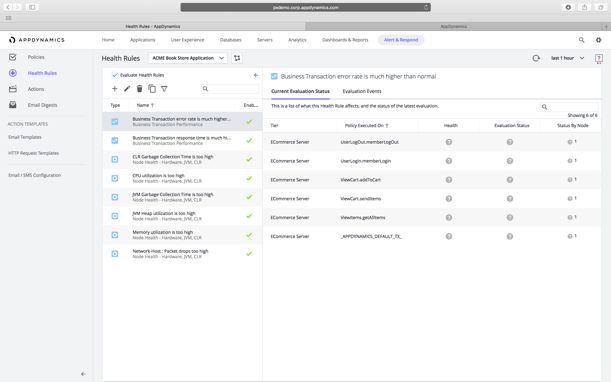 psdemo.corp.appdynamics.com
Health Rules - AppDynamics
AppDynamics
APPDYNAMICS
Home
Applications
User Experience
Databases
Servers
Analytics
Dashboards & Reports
Alert & Respond
Policies
Health Rules
Actions
Email Digests
ACTION TEMPLATES
Email Templates
HTTP Request Templates
Email / SMS Configuration
Health Rules
ACME Book Store Application
last 1 hour
Evaluate Health Rules
Type
Name ↑
Enab...
Business Transaction error rate is much higher...
Business Transaction Performance
Business Transaction response time is much hi...
Business Transaction Performance
CLR Garbage Collection Time is too high
Node Health - Hardware, JVM, CLR
CPU utilization is too high
Node Health - Hardware, JVM, CLR
JVM Garbage Collection Time is too high
Node Health - Hardware, JVM, CLR
JVM Heap utilization is too high
Node Health - Hardware, JVM, CLR
Memory utilization is too high
Node Health - Hardware, JVM, CLR
Network-Host : Packet drops too high
Node Health - Hardware, JVM, CLR
Business Transaction error rate is much higher than normal
Current Evaluation Status
Evaluation Events
This is a list of what this Health Rule affects, and the status of the latest evaluation.
Showing 6 of 6
Tier
Policy Executed On ↑
Health
Evaluation Status
Status By Node
ECommerce Server
UserLogOut.memberLogOut
? ? ? 1
ECommerce Server
UserLogin.memberLogin
? ? ? 1
ECommerce Server
ViewCart.addToCart
? ? ? 1
ECommerce Server
ViewCart.sendItems
? ? ? 1
ECommerce Server
ViewItems.getAllItems
? ? ? 1
ECommerce Server
_APPDYNAMICS_DEFAULT_TX_
? ? ? 1